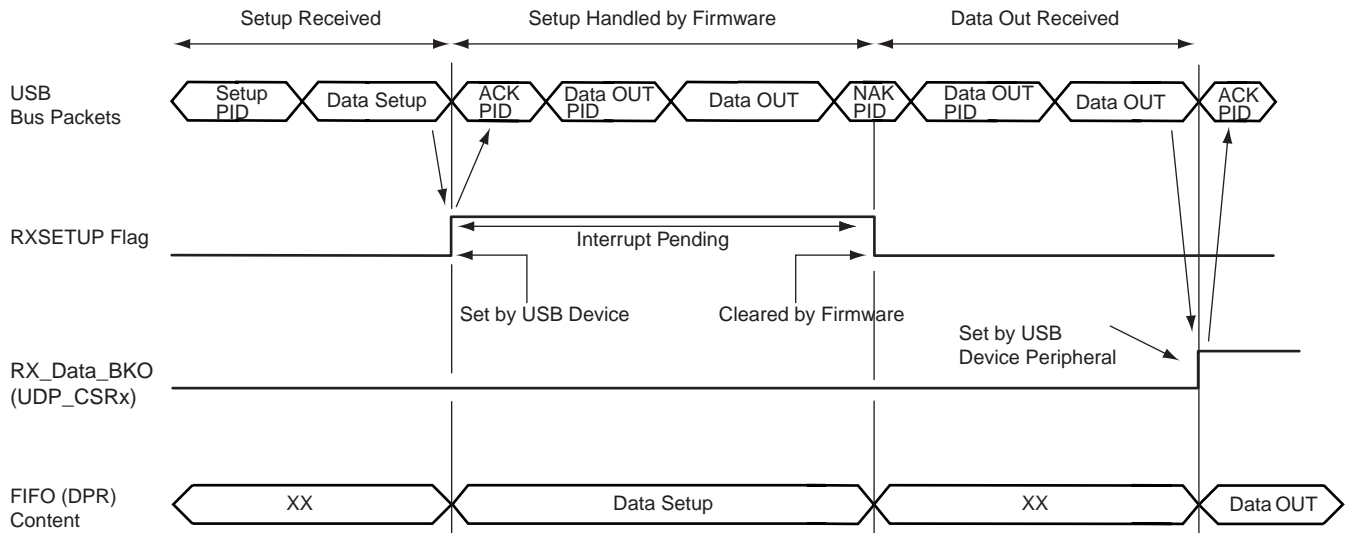 Setup Received
Setup Handled by Firmware
Data Out Received
USB
Bus Packets
Setup
PID
Data Setup
ACK
PID
Data OUT
PID
Data OUT
NAK
PID
Data OUT
PID
Data OUT
ACK
PID
RXSETUP Flag
Interrupt Pending
Set by USB Device
Cleared by Firmware
Set by USB
Device Peripheral
RX_Data_BKO
(UDP_CSRx)
FIFO (DPR)
Content
XX
Data Setup
XX
Data OUT